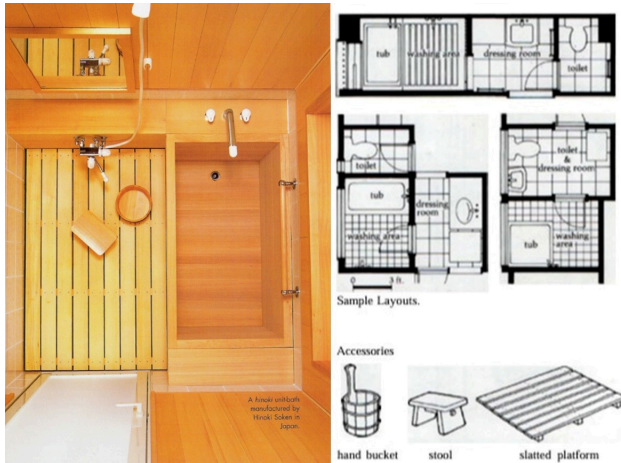 A hinoki unitbath
manufactured by
Hinoki Soken in
Japan.
tub
washing area
dressing room
toilet
toilet
tub
dressing
room
washing area
0 3 ft.
toilet
&
dressing room
washing
area
tub
Sample Layouts.
Accessories
hand bucket
stool
slatted platform